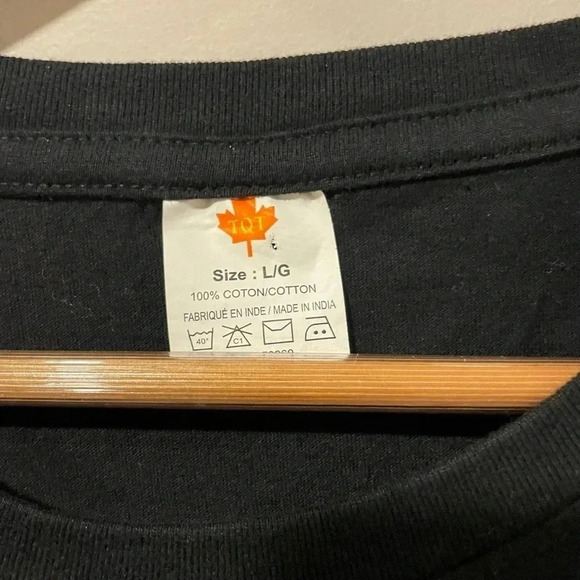 TQT
Size : L/G
100% COTON/COTTON
FABRIQUÉ EN INDE / MADE IN INDIA
40° C1